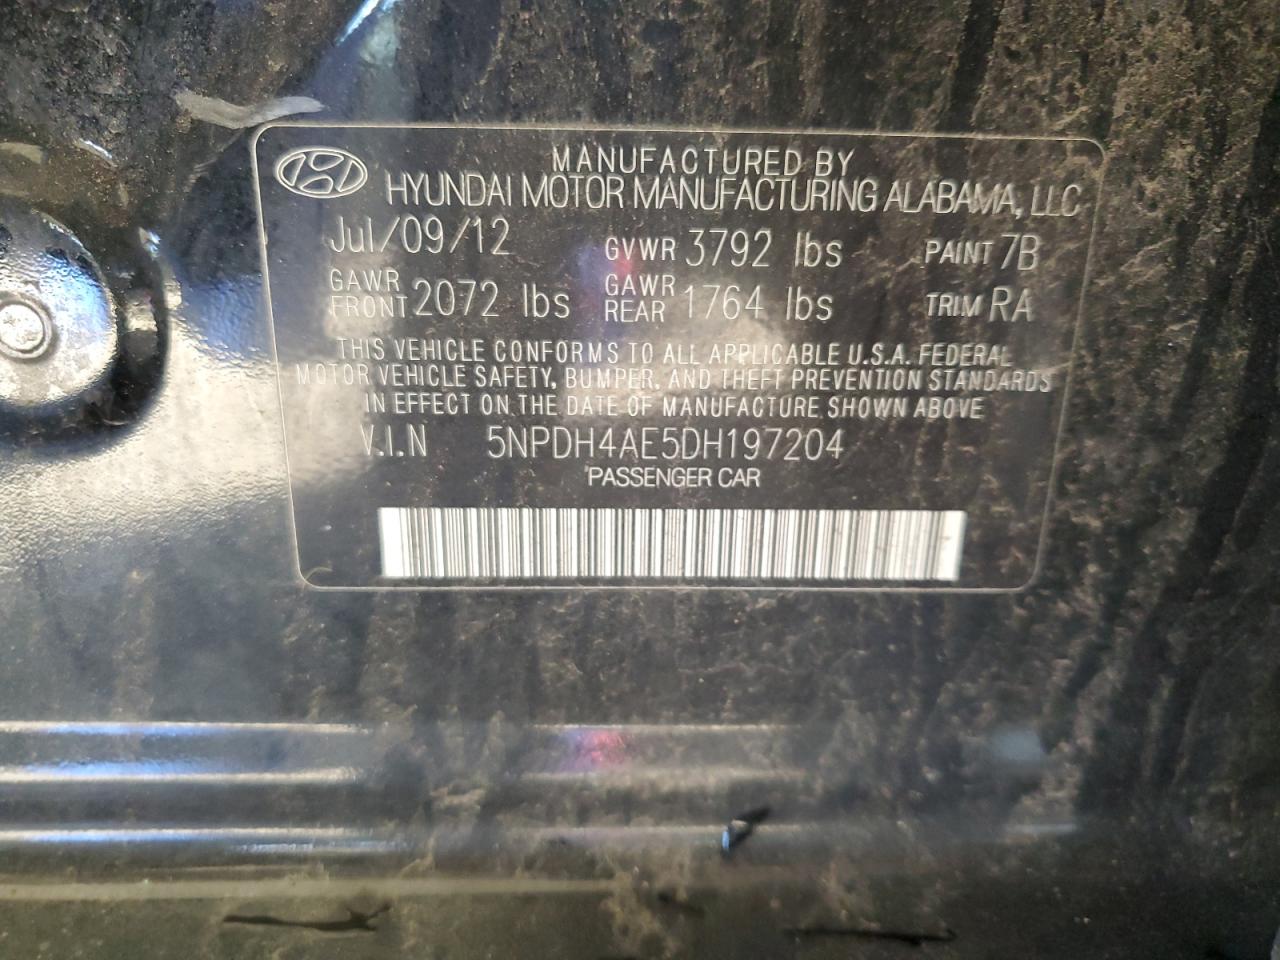 MANUFACTURED BY
HYUNDAI MOTOR MANUFACTURING ALABAMA, LLC
Jul/09/12 GVWR 3792 lbs PAINT 7B
GAWR FRONT 2072 lbs GAWR REAR 1764 lbs TRIM RA
THIS VEHICLE CONFORMS TO ALL APPLICABLE U.S.A. FEDERAL
MOTOR VEHICLE SAFETY, BUMPER, AND THEFT PREVENTION STANDARDS
IN EFFECT ON THE DATE OF MANUFACTURE SHOWN ABOVE
V.I.N 5NPDH4AE5DH197204
PASSENGER CAR